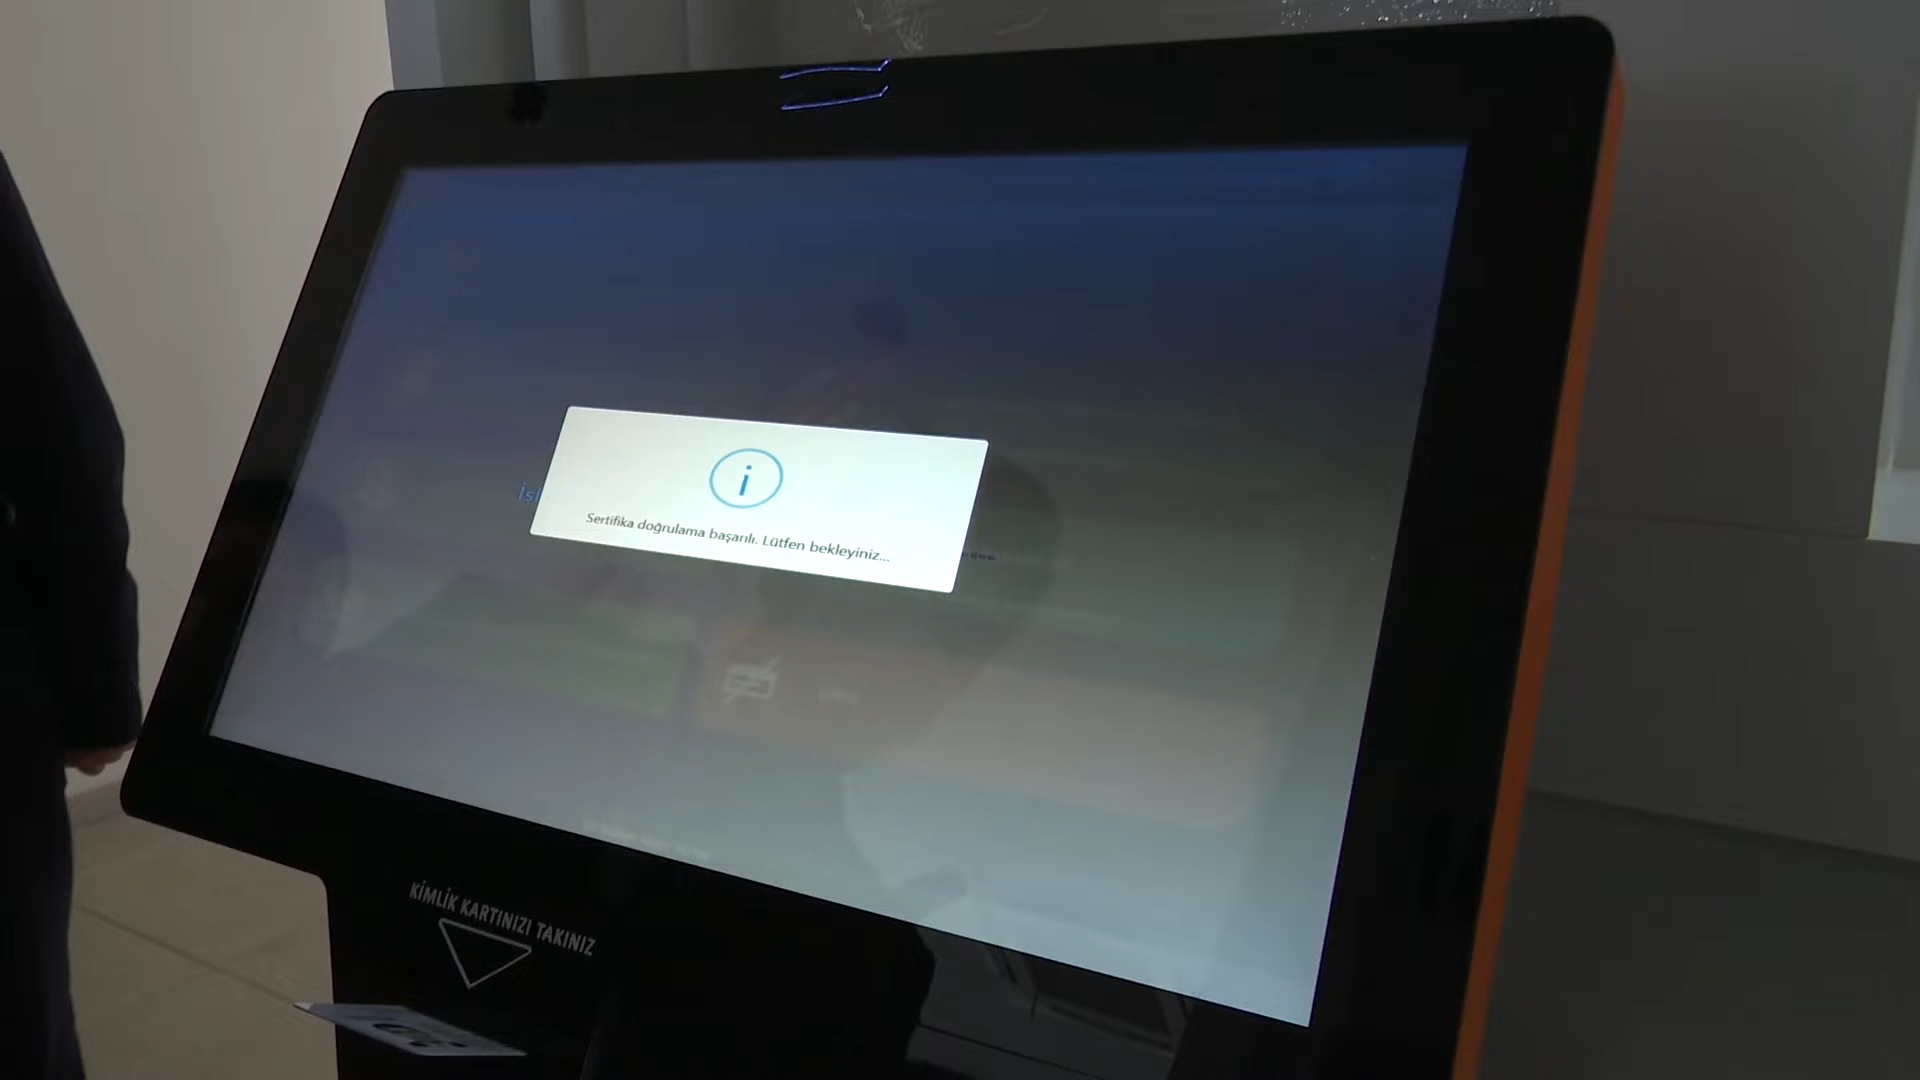 Sertifika doğrulama başarılı. Lütfen bekleyiniz...
KİMLİK KARTINIZI TAKINIZ